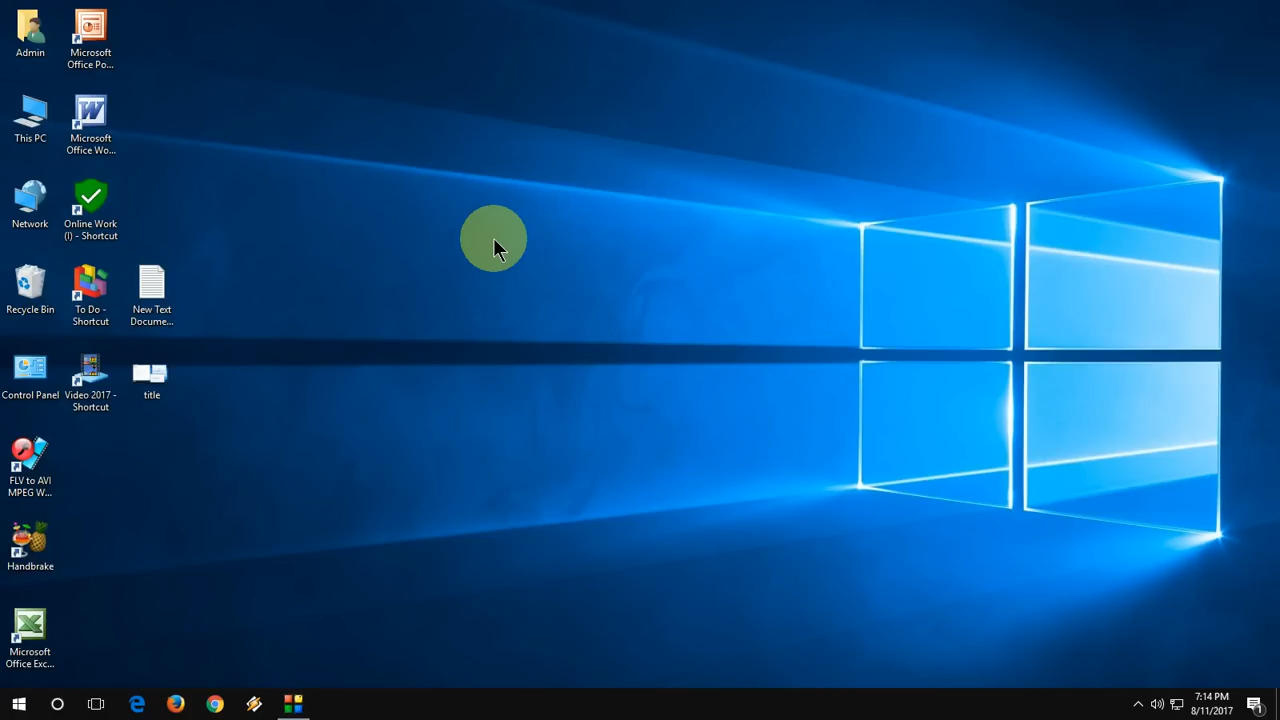 Admin
Microsoft
Office Po...
This PC
Microsoft
Office Wo...
Network
Online Work
(I) - Shortcut
Recycle Bin
To Do -
Shortcut
New Text
Docume...
Control Panel
Video 2017 -
Shortcut
title
FLV to AVI
MPEG W...
Handbrake
Microsoft
Office Exc...
7:14 PM
8/11/2017
1